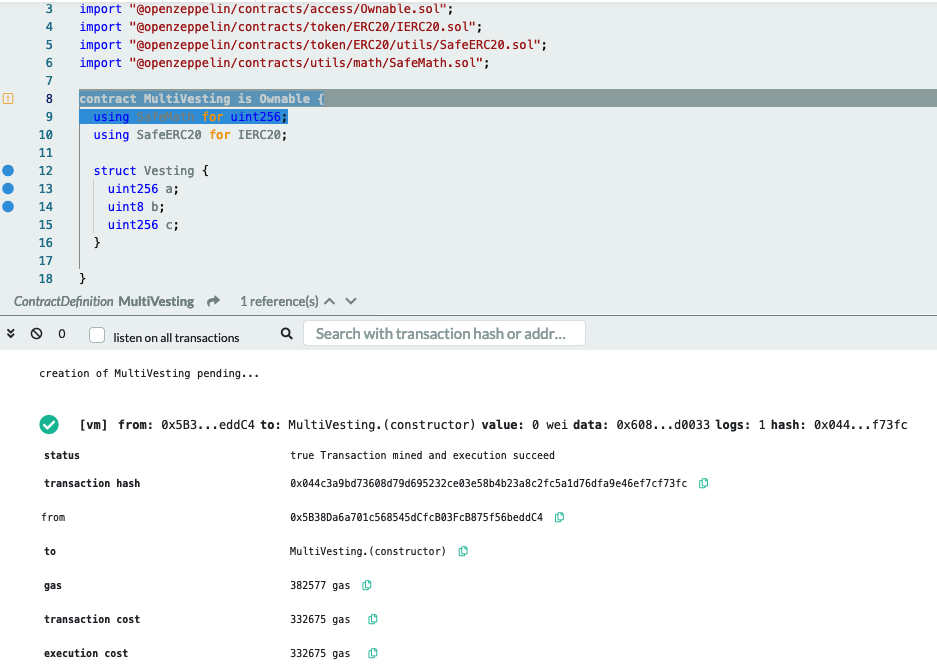 3 import "@openzeppelin/contracts/access/Ownable.sol";
4 import "@openzeppelin/contracts/token/ERC20/IERC20.sol";
5 import "@openzeppelin/contracts/token/ERC20/utils/SafeERC20.sol";
6 import "@openzeppelin/contracts/utils/math/SafeMath.sol";
7
8 contract MultiVesting is Ownable {
9 using SafeMath for uint256;
10 using SafeERC20 for IERC20;
11
12 struct Vesting {
13 uint256 a;
14 uint8 b;
15 uint256 c;
16 }
17
18 }
ContractDefinition MultiVesting 1 reference(s)
0 listen on all transactions Search with transaction hash or addr...
creation of MultiVesting pending...
[vm] from: 0x5B3...eddC4 to: MultiVesting.(constructor) value: 0 wei data: 0x608...d0033 logs: 1 hash: 0x044...f73fc
status true Transaction mined and execution succeed
transaction hash 0x044c3a9bd73608d79d695232ce03e58b4b23a8c2fc5a1d76dfa9e46ef7cf73fc
from 0x5B38Da6a701c568545dCfcB03FcB875f56beddC4
to MultiVesting.(constructor)
gas 382577 gas
transaction cost 332675 gas
execution cost 332675 gas